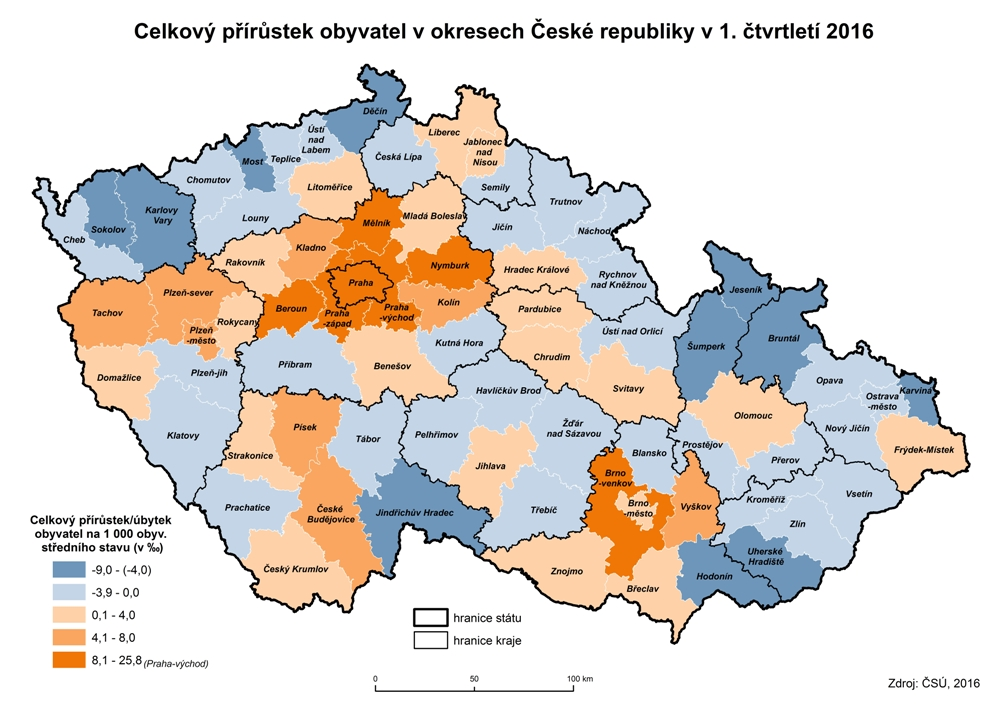 Celkový přírůstek obyvatel v okresech České republiky v 1. čtvrtletí 2016
Děčín
Liberec
Jablonec
nad
Nisou
Ústí
nad
Labem
Teplice
Most
Česká Lípa
Chomutov
Litoměřice
Semily
Trutnov
Karlovy
Vary
Sokolov
Cheb
Louny
Mělník
Mladá Boleslav
Jičín
Náchod
Kladno
Rakovník
Nymburk
Hradec Králové
Rychnov
nad Kněžnou
Praha
Jeseník
Plzeň-sever
Tachov
Beroun
Praha
-západ
Praha
-východ
Kolín
Pardubice
Rokycany
Plzeň
-město
Ústí nad Orlicí
Šumperk
Bruntál
Kutná Hora
Chrudim
Příbram
Benešov
Plzeň-jih
Domažlice
Svitavy
Havlíčkův Brod
Opava
Ostrava
-město
Karviná
Olomouc
Nový Jičín
Písek
Klatovy
Tábor
Pelhřimov
Žďár
nad Sázavou
Strakonice
Jihlava
Blansko
Prostějov
Přerov
Frýdek-Místek
Brno
-venkov
Brno
-město
Vyškov
Kroměříž
Vsetín
Zlín
Prachatice
České
Budějovice
Jindřichúv Hradec
Třebíč
Uherské
Hradiště
Hodonín
Český Krumlov
Znojmo
Břeclav
Celkový přírůstek/úbytek
obyvatel na 1 000 obyv.
středního stavu (v ‰)
-9,0 - (-4,0)
-3,9 - 0,0
0,1 - 4,0
4,1 - 8,0
8,1 - 25,8 (Praha-východ)
hranice státu
hranice kraje
0 50 100 km
Zdroj: ČSÚ, 2016